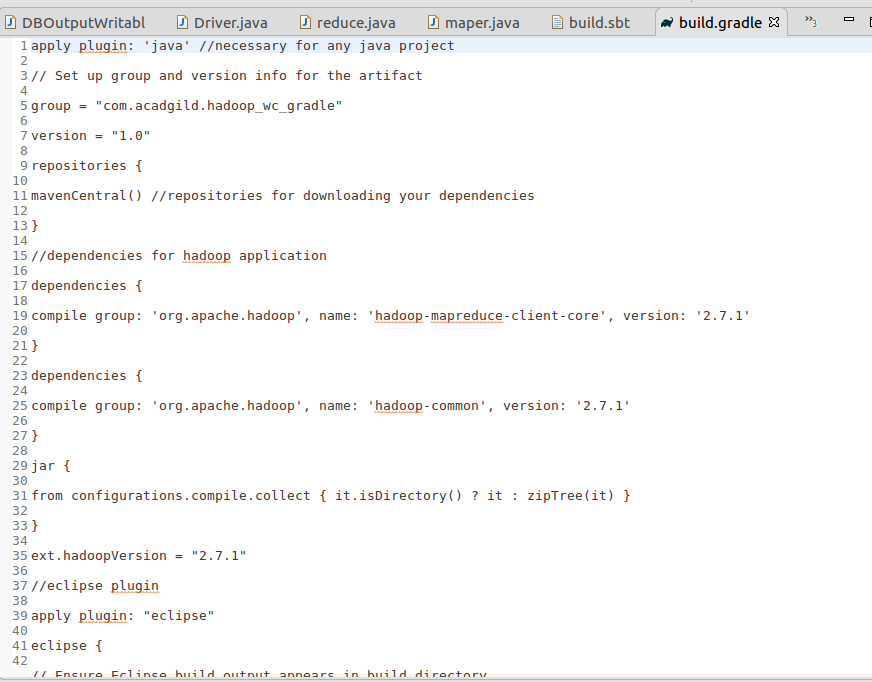 DBOutputWritabl Driver.java reduce.java maper.java build.sbt build.gradle »3
1 apply plugin: 'java' //necessary for any java project
2
3 // Set up group and version info for the artifact
4
5 group = "com.acadgild.hadoop_wc_gradle"
6
7 version = "1.0"
8
9 repositories {
10
11 mavenCentral() //repositories for downloading your dependencies
12
13 }
14
15 //dependencies for hadoop application
16
17 dependencies {
18
19 compile group: 'org.apache.hadoop', name: 'hadoop-mapreduce-client-core', version: '2.7.1'
20
21 }
22
23 dependencies {
24
25 compile group: 'org.apache.hadoop', name: 'hadoop-common', version: '2.7.1'
26
27 }
28
29 jar {
30
31 from configurations.compile.collect { it.isDirectory() ? it : zipTree(it) }
32
33 }
34
35 ext.hadoopVersion = "2.7.1"
36
37 //eclipse plugin
38
39 apply plugin: "eclipse"
40
41 eclipse {
42
// Ensure Eclipse build output appears in build directory